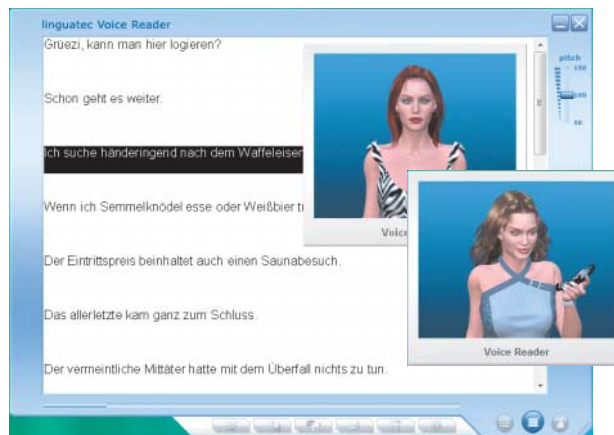 linguatec Voice Reader
Grüezi, kann man hier logieren?
pitch
150
Schon geht es weiter.
100
50
Ich suche händeringend nach dem Waffeleisen
Wenn ich Semmelknödel esse oder Weißbier
Voice
Der Eintrittspreis beinhaltet auch einen Saunabesuch.
Das allerletzte kam ganz zum Schluss.
Voice Reader
Der vermeintliche Mittäter hatte mit dem Überfall nichts zu tun.